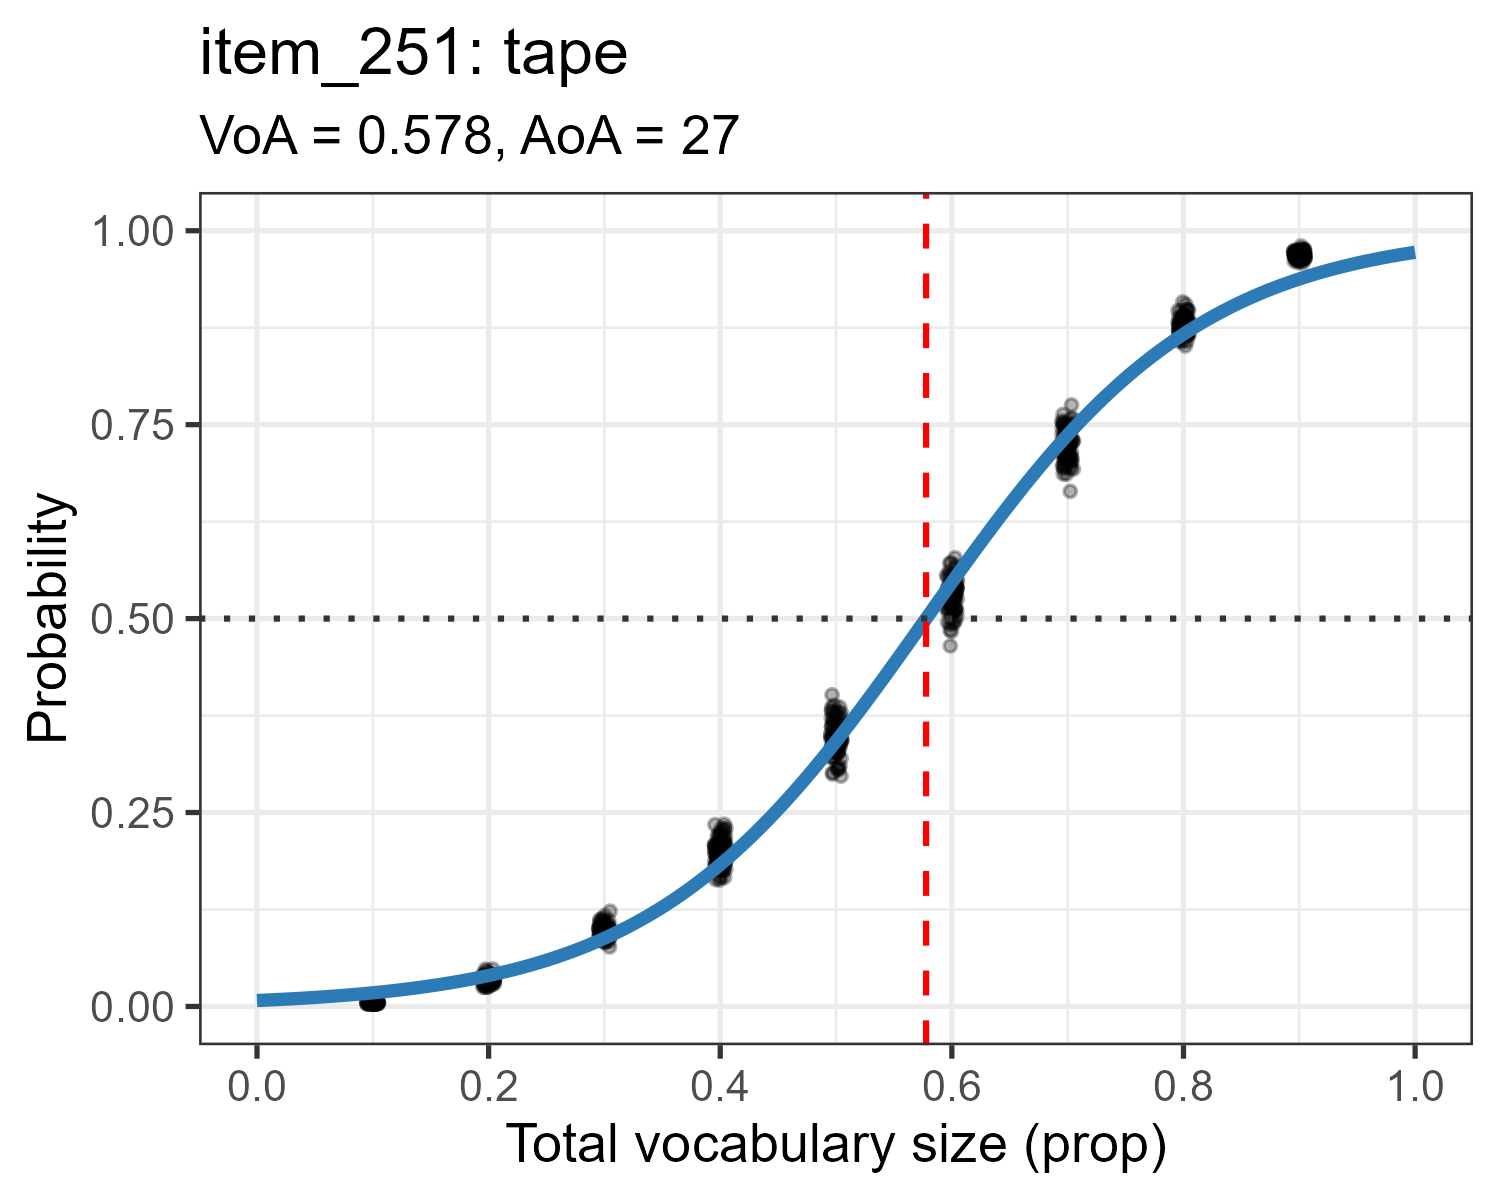 item_251: tape
VoA = 0.578, AoA = 27
1.00
0.75
0.50
0.25
0.00
Probability
0.0 0.2 0.4 0.6 0.8 1.0
Total vocabulary size (prop)